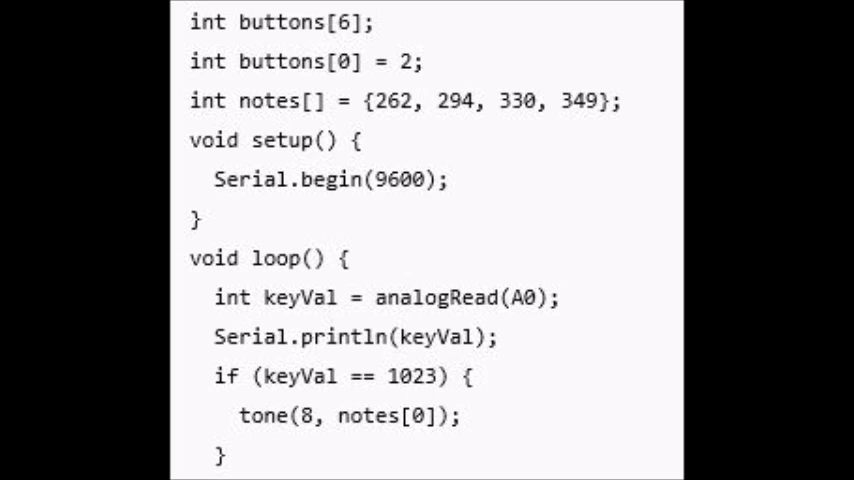 int buttons[6];
int buttons[0] = 2;
int notes[] = {262, 294, 330, 349};
void setup() {
  Serial.begin(9600);
}
void loop() {
  int keyVal = analogRead(A0);
  Serial.println(keyVal);
  if (keyVal == 1023) {
    tone(8, notes[0]);
  }